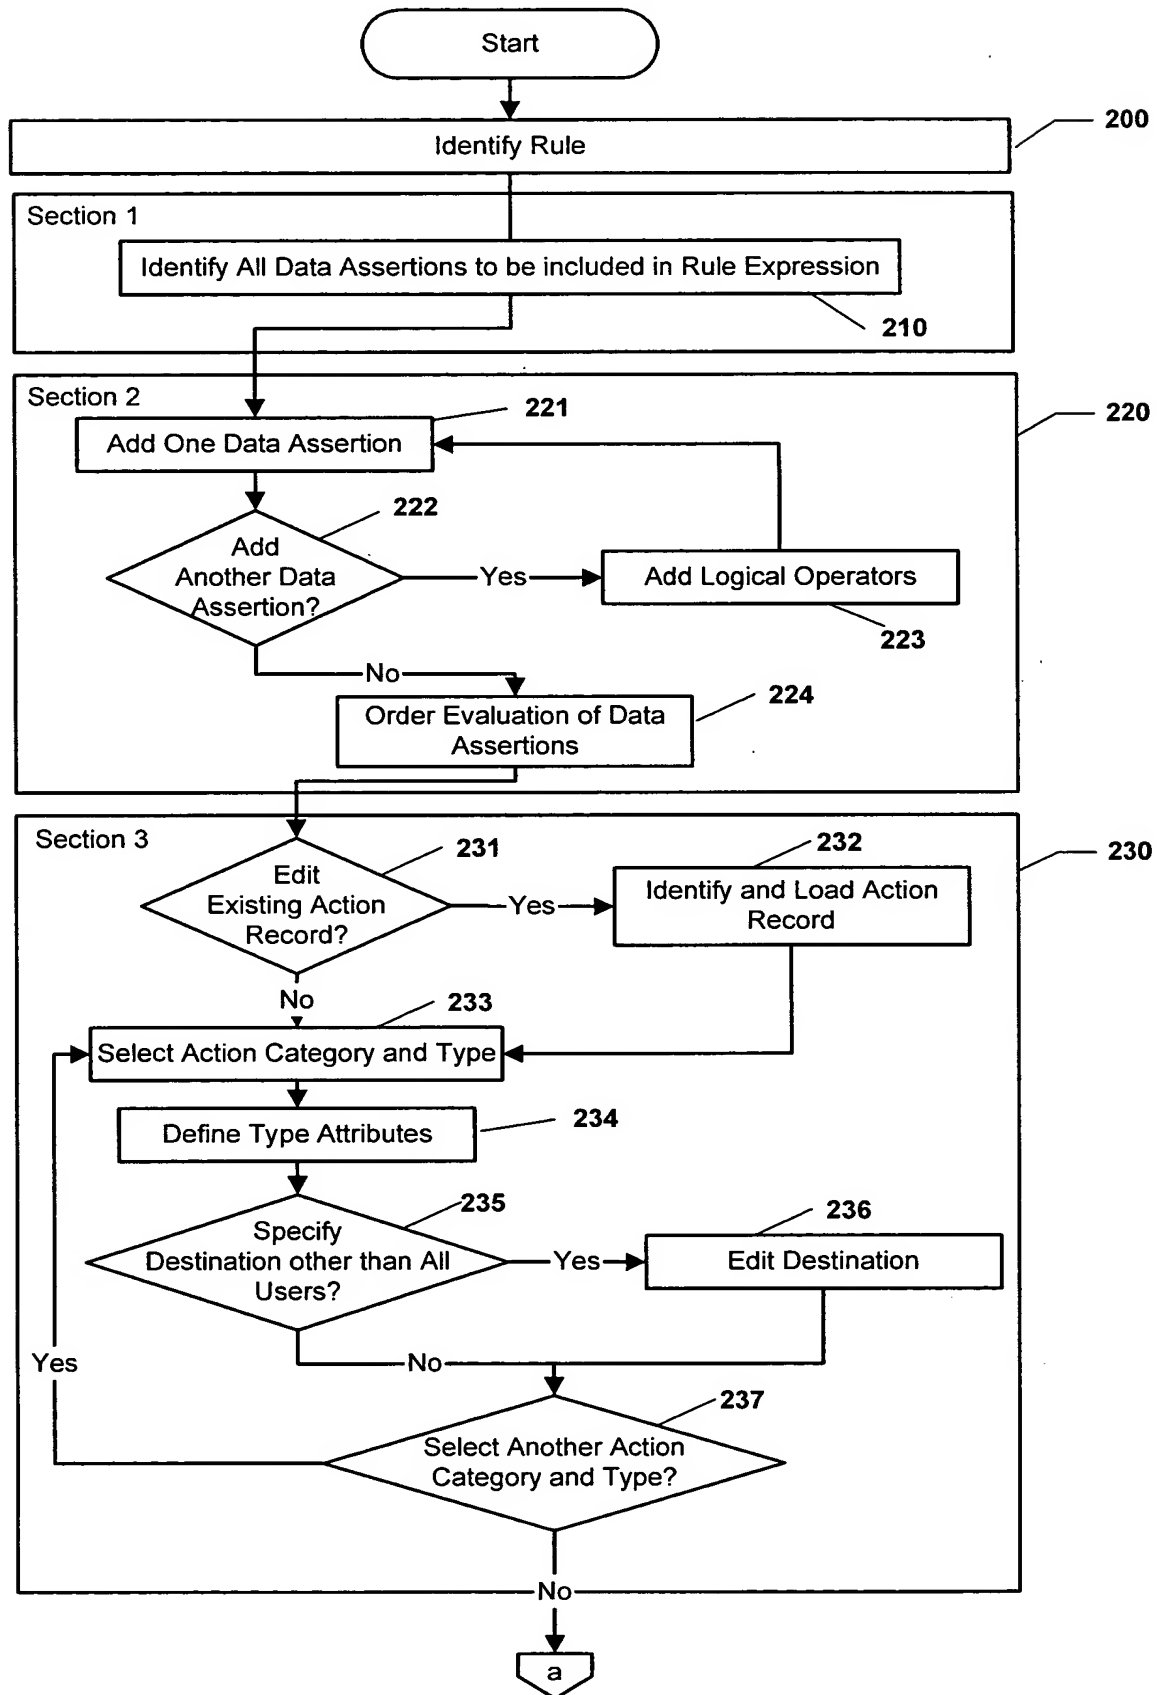 Start
200
Identify Rule
Section 1
Identify All Data Assertions to be included in Rule Expression
210
Section 2
221
220
Add One Data Assertion
222
Add
Another Data
Assertion?
Yes
Add Logical Operators
223
No
224
Order Evaluation of Data
Assertions
Section 3
231
232
230
Edit
Existing Action
Record?
Yes
Identify and Load Action
Record
No
233
Select Action Category and Type
234
Define Type Attributes
235
236
Specify
Destination other than All
Users?
Yes
Edit Destination
Yes
No
237
Select Another Action
Category and Type?
No
a